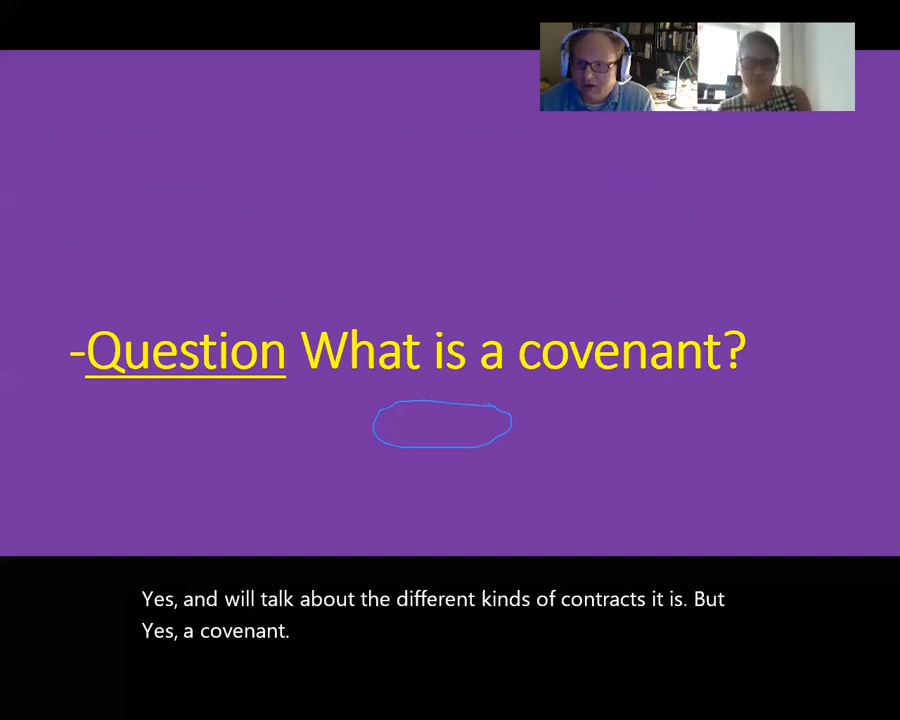 -Question What is a covenant?
Yes, and will talk about the different kinds of contracts it is. But
Yes, a covenant.